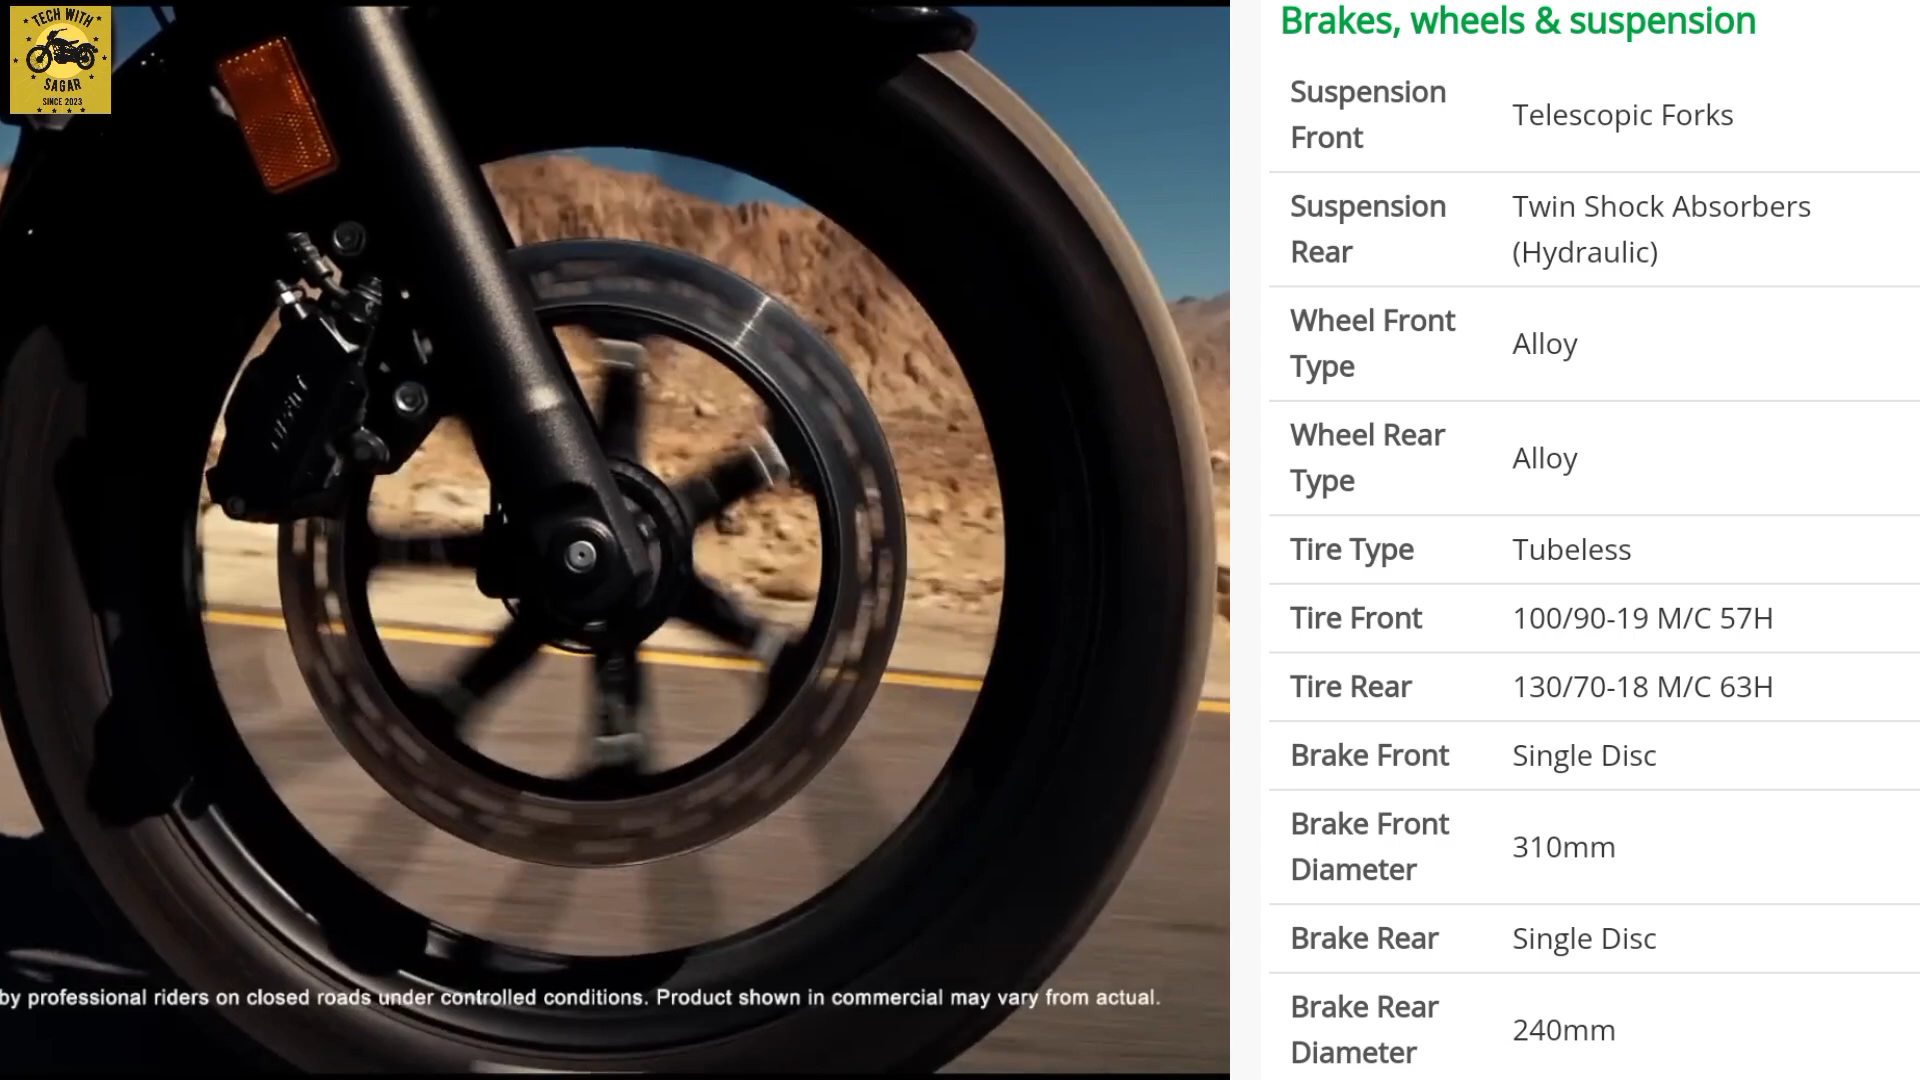 TECH WITH
SAGAR
SINCE 2023
Brakes, wheels & suspension
Suspension
Front
Telescopic Forks
Suspension
Rear
Twin Shock Absorbers
(Hydraulic)
Wheel Front
Type
Alloy
Wheel Rear
Type
Alloy
Tire Type
Tubeless
Tire Front
100/90-19 M/C 57H
Tire Rear
130/70-18 M/C 63H
Brake Front
Single Disc
Brake Front
Diameter
310mm
Brake Rear
Single Disc
Brake Rear
Diameter
240mm
by professional riders on closed roads under controlled conditions. Product shown in commercial may vary from actual.